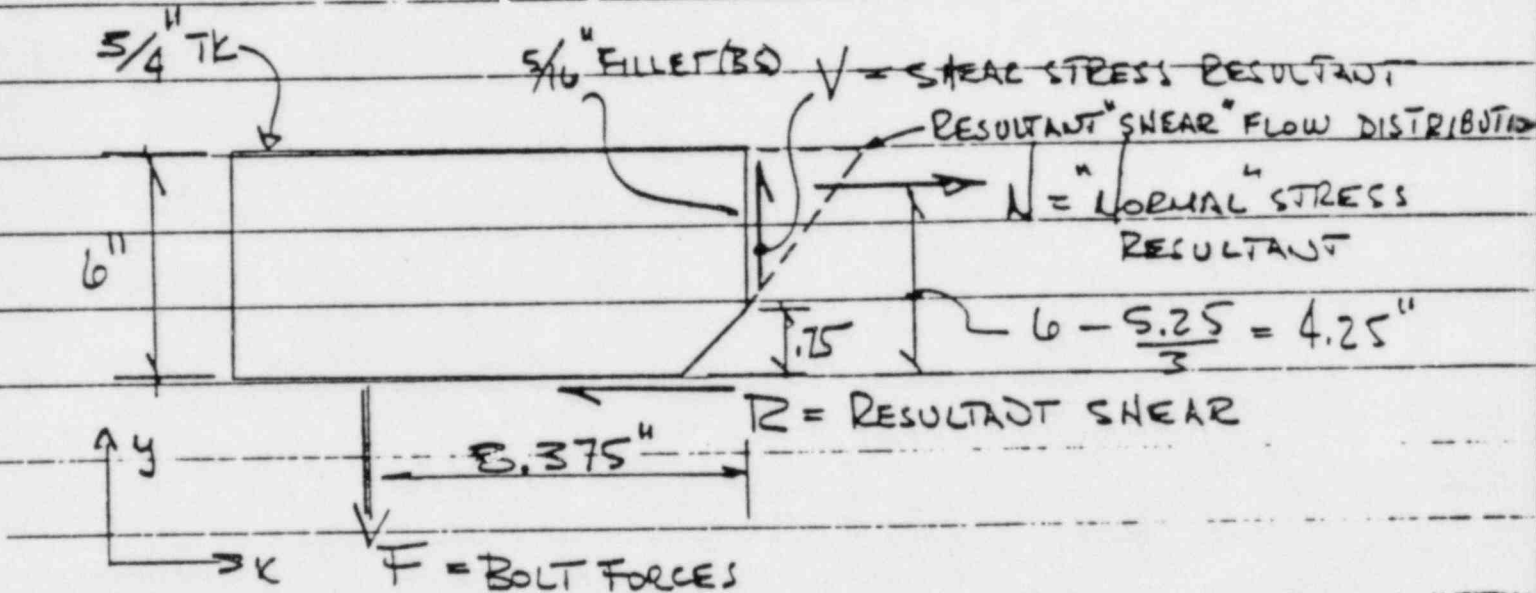 5/4" TK
5/16" FILLET (BS) V = SHEAR STRESS RESULTANT
RESULTANT "SHEAR" FLOW DISTRIBUTIO
N = "NORMAL" STRESS
RESULTANT
6"
.75
6 - 5.25/3 = 4.25"
R = RESULTANT SHEAR
y
8.375"
x
F = BOLT FORCES